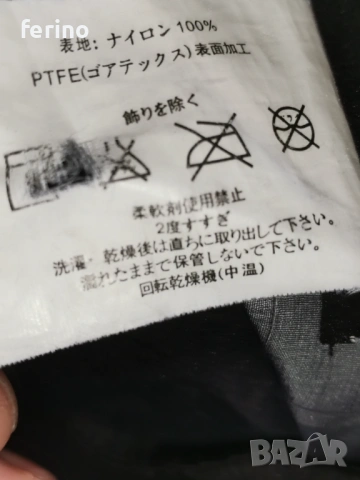 ferino
表地: ナイロン 100%
PTFE(ゴアテックス)表面加工
飾りを除く
柔軟剤使用禁止
2度すすぎ
洗濯・乾燥後は直ちに取り出して下さい。
濡れたままで保管しないで下さい。
回転乾燥機(中温)
BAZAR